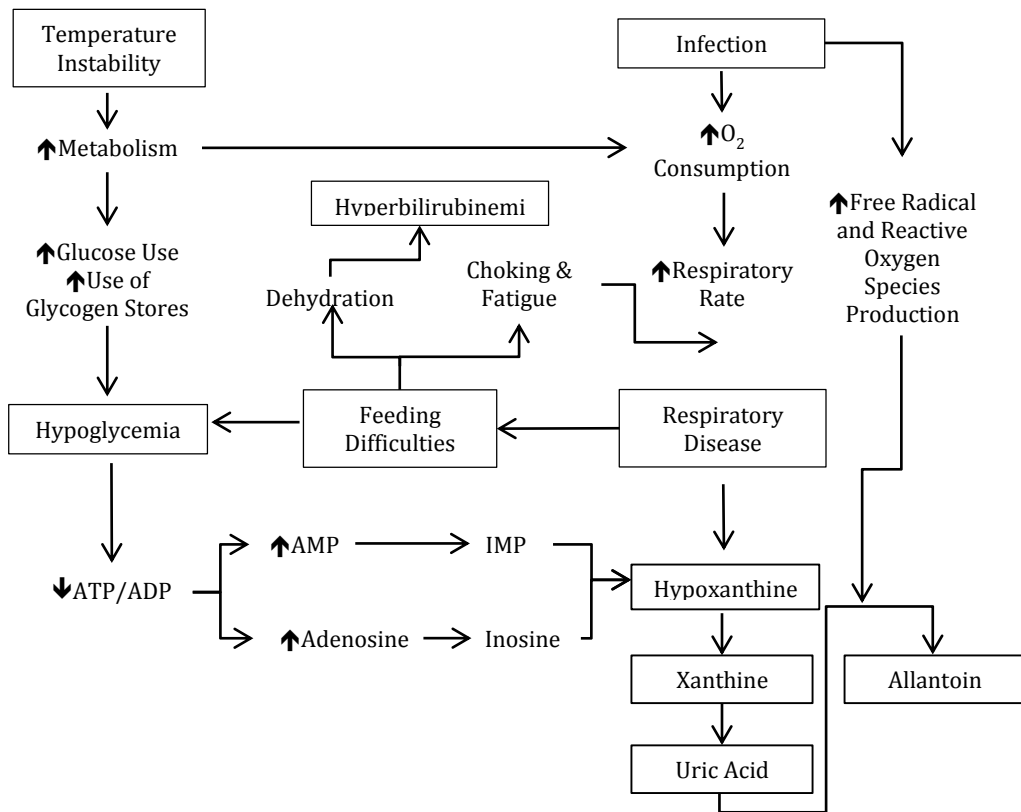 Temperature
Instability
Infection
🡹Metabolism
🡹O₂
Consumption
Hyperbilirubinemi
🡹Free Radical
and Reactive
Oxygen
Species
Production
🡹Glucose Use
🡹Use of
Glycogen Stores
Dehydration
Choking &
Fatigue
🡹Respiratory
Rate
Hypoglycemia
Feeding
Difficulties
Respiratory
Disease
🡻ATP/ADP
🡹AMP
IMP
🡹Adenosine
Inosine
Hypoxanthine
Xanthine
Allantoin
Uric Acid